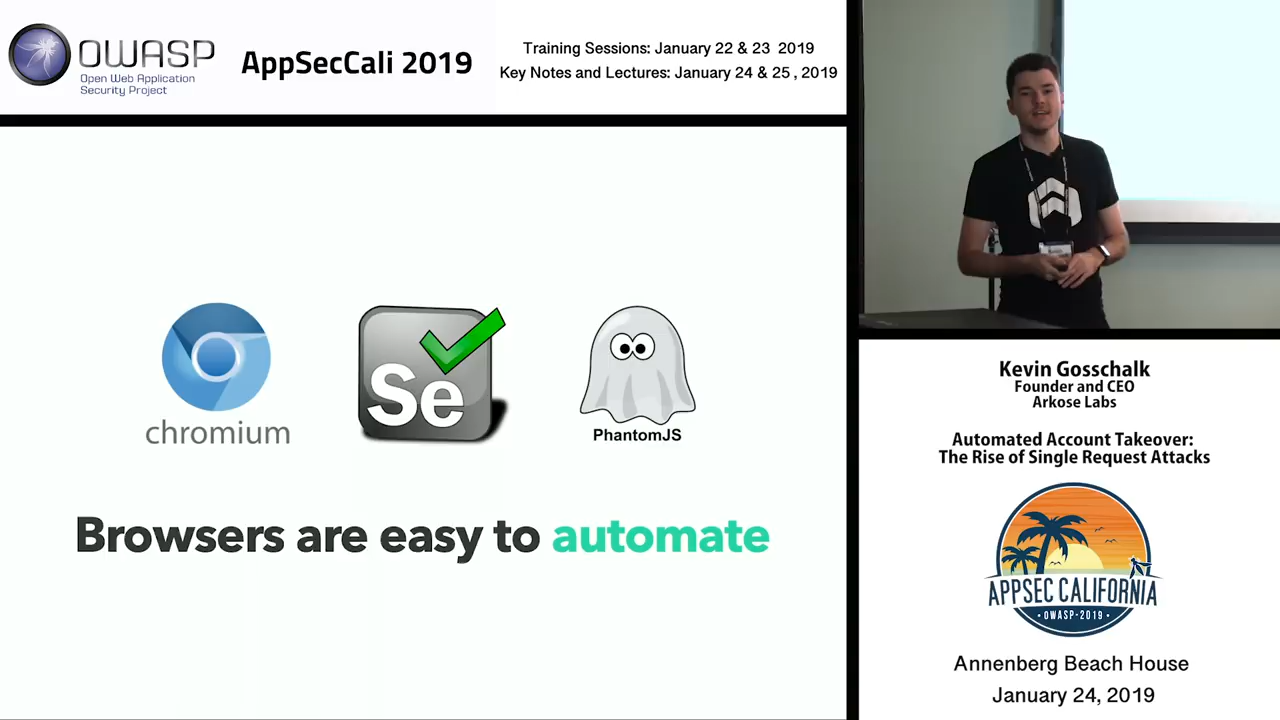 OWASP
Open Web Application
Security Project
AppSecCali 2019
Training Sessions: January 22 & 23 2019
Key Notes and Lectures: January 24 & 25, 2019
chromium
Se
PhantomJS
Browsers are easy to automate
Kevin Gosschalk
Founder and CEO
Arkose Labs
Automated Account Takeover:
The Rise of Single Request Attacks
APPSEC CALIFORNIA
OWASP-2019
Annenberg Beach House
January 24, 2019